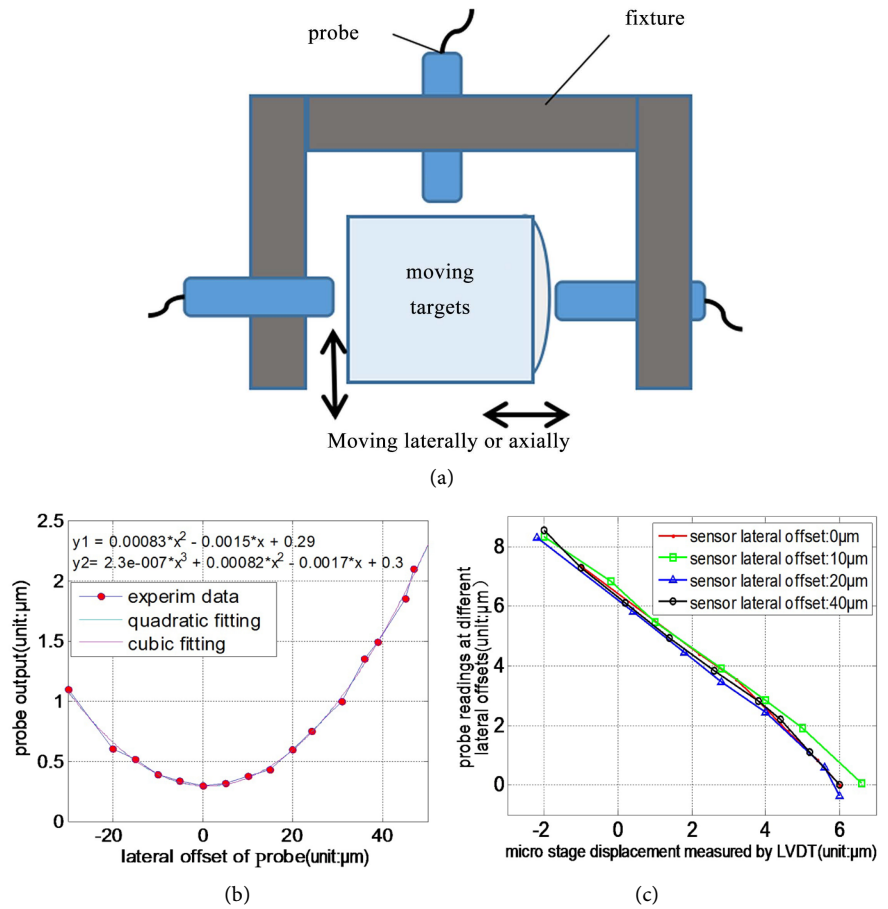 probe
fixture
moving
targets
Moving laterally or axially
(a)
2.5
2
1.5
1
0.5
0
y1 = 0.00083*x² - 0.0015*x + 0.29
y2= 2.3e-007*x³ + 0.00082*x² - 0.0017*x + 0.3
experim data
quadratic fitting
cubic fitting
probe output(unit:μm)
-20 0 20 40
lateral offset of probe(unit:μm)
(b)
8
6
4
2
0
sensor lateral offset:0μm
sensor lateral offset:10μm
sensor lateral offset:20μm
sensor lateral offset:40μm
probe readings at different
lateral offsets(unit:μm)
-2 0 2 4 6
micro stage displacement measured by LVDT(unit:μm)
(c)